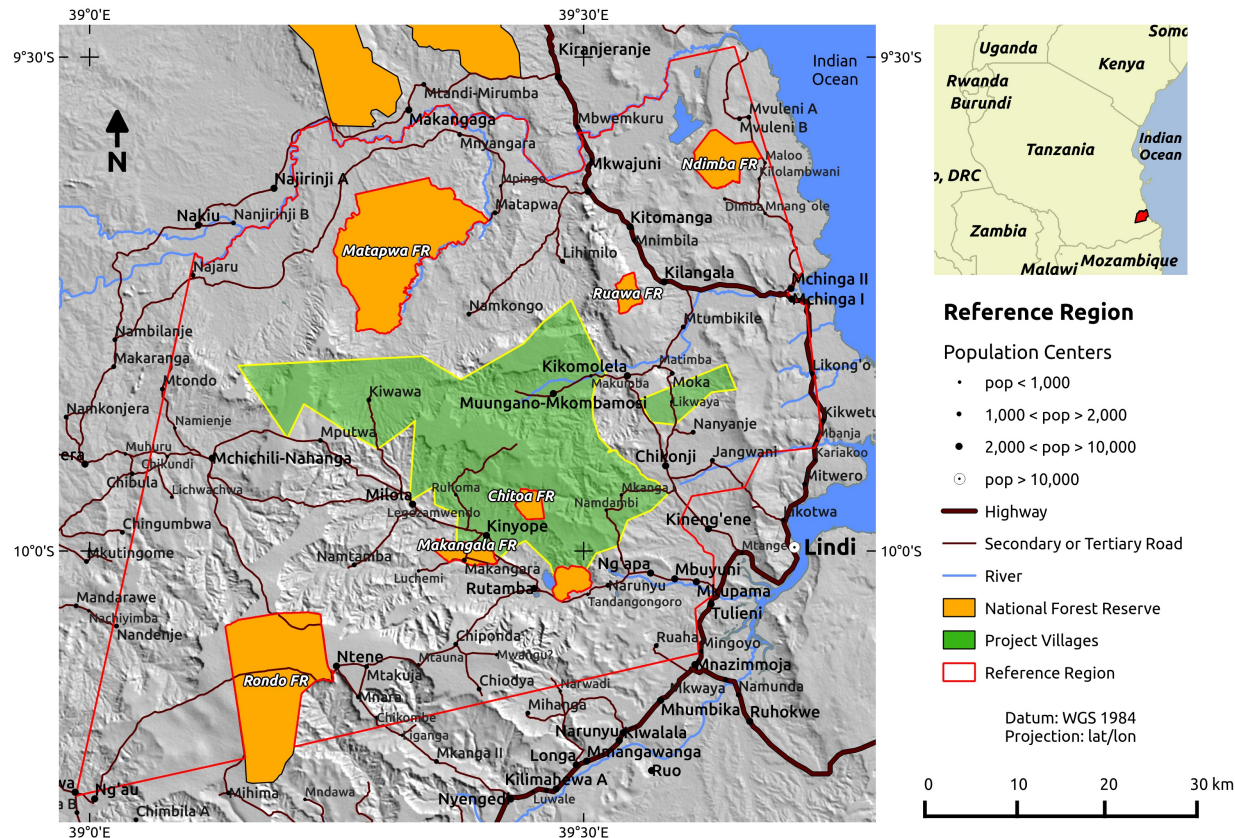 39°0'E
39°30'E
9°30'S
9°30'S
Kiranjeranje
Indian
Ocean
Mtandi-Mirumba
Makangaga
Mbwemkuru
Mvuleni A
Mvuleni B
Mnyangara
N
Mkwajuni
Ndimba FR
Maloo
Kilolambwani
Najirinji A
Mpingo
Matapwa
Dimba
Mnang'ole
Nakiu
Nanjirinji B
Kitomanga
Mnimbila
Matapwa FR
Lihimilo
Najaru
Kilangala
Mchinga II
Mchinga I
Ruawa FR
Namkongo
Mtumbikile
Nambilanje
Makaranga
Matimba
Likong'o
Kikomolela
Makumba
Moka
Mtondo
Kiwawa
Muungano-Mkombamosi
Likwaya
Namkonjera
Kikwetu
Namienje
Nanyanje
Mputwa
Mbanja
Muhuru
Kariakoo
era
Chikundi
Mchichili-Nahanga
Chikonji
Jangwani
Chibula
Lichwachwa
Mitwero
Milola
Ruhoma
Chitoa FR
Mkanga
Namdambi
Legezamwendo
Likotwa
Chingumbwa
Kinyope
Kineng'ene
10°0'S
10°0'S
Mkutingome
Makangala FR
Mtange
Lindi
Namtamba
Makangara
Ng'apa
Mbuyuni
Luchemi
Rutamba
Narunyu
Mkupama
Mandarawe
Tandangongoro
Tulieni
Nachiyimba
Nandenje
Chiponda
Ruaha
Mingoyo
Ntene
Mtauna
Mwangu?
Mnazimmoja
Mtakuja
Rondo FR
Chiodya
Narwadi
Mkwaya
Namunda
Mnara
Mihanga
Mhumbika
Ruhokwe
Chikombe
Kiganga
Narunyu
Kiwalala
Mkanga II
Longa
Mmangawanga
Ruo
Kilimahewa A
wa
Ng'au
Mihima
Mndawa
Nyenged
Luwale
a B
Chimbila A
39°0'E
39°30'E
Somo
Uganda
Kenya
Rwanda
Burundi
Indian
Ocean
Tanzania
o, DRC
Zambia
Malawi
Mozambique
Reference Region
Population Centers
pop < 1,000
1,000 < pop > 2,000
2,000 < pop > 10,000
pop > 10,000
Highway
Secondary or Tertiary Road
River
National Forest Reserve
Project Villages
Reference Region
Datum: WGS 1984
Projection: lat/lon
0 10 20 30 km